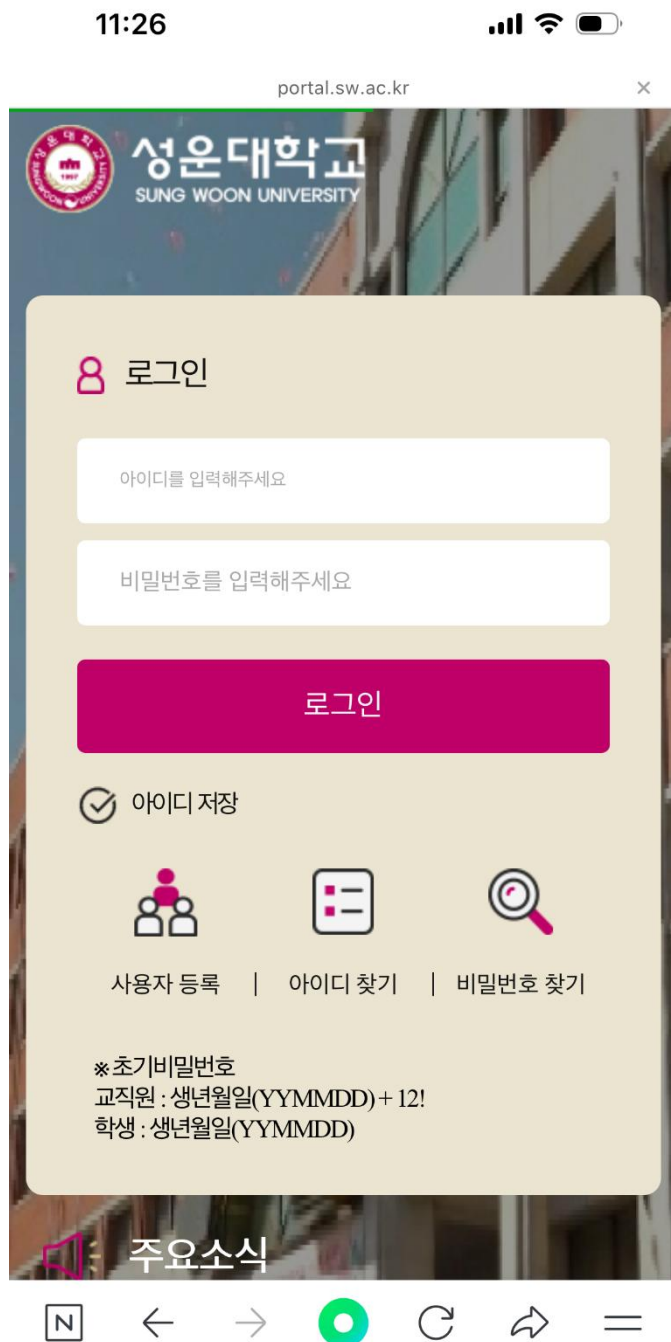 11:26
portal.sw.ac.kr
성운대학교
SUNG WOON UNIVERSITY
로그인
아이디를 입력해주세요
비밀번호를 입력해주세요
로그인
아이디 저장
사용자 등록 | 아이디 찾기 | 비밀번호 찾기
※초기비밀번호
교직원 : 생년월일(YYMMDD) + 12!
학생 : 생년월일(YYMMDD)
주요소식
N